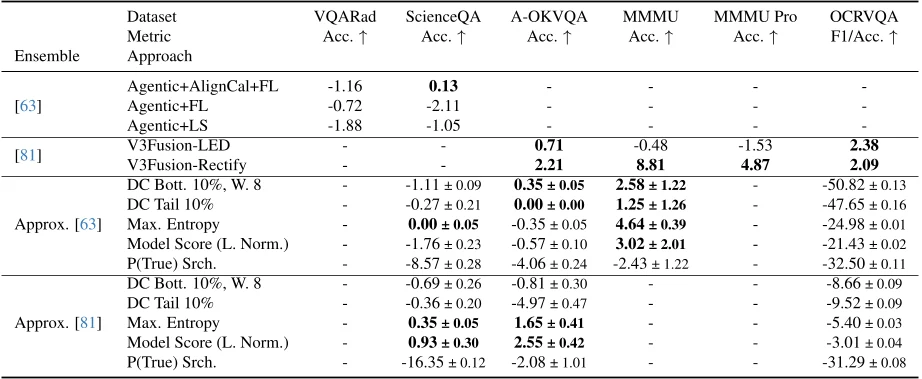 Dataset VQARad ScienceQA A-OKVQA MMMU MMMU Pro OCRVQA
Metric Acc. ↑ Acc. ↑ Acc. ↑ Acc. ↑ Acc. ↑ F1/Acc. ↑
Ensemble Approach
Agentic+AlignCal+FL -1.16 0.13 - - - -
[63] Agentic+FL -0.72 -2.11 - - - -
Agentic+LS -1.88 -1.05 - - - -
[81] V3Fusion-LED - - 0.71 -0.48 -1.53 2.38
V3Fusion-Rectify - - 2.21 8.81 4.87 2.09
DC Bott. 10%, W. 8 - -1.11 ± 0.09 0.35 ± 0.05 2.58 ± 1.22 - -50.82 ± 0.13
DC Tail 10% - -0.27 ± 0.21 0.00 ± 0.00 1.25 ± 1.26 - -47.65 ± 0.16
Approx. [63] Max. Entropy - 0.00 ± 0.05 -0.35 ± 0.05 4.64 ± 0.39 - -24.98 ± 0.01
Model Score (L. Norm.) - -1.76 ± 0.23 -0.57 ± 0.10 3.02 ± 2.01 - -21.43 ± 0.02
P(True) Srch. - -8.57 ± 0.28 -4.06 ± 0.24 -2.43 ± 1.22 - -32.50 ± 0.11
DC Bott. 10%, W. 8 - -0.69 ± 0.26 -0.81 ± 0.30 - - -8.66 ± 0.09
DC Tail 10% - -0.36 ± 0.20 -4.97 ± 0.47 - - -9.52 ± 0.09
Approx. [81] Max. Entropy - 0.35 ± 0.05 1.65 ± 0.41 - - -5.40 ± 0.03
Model Score (L. Norm.) - 0.93 ± 0.30 2.55 ± 0.42 - - -3.01 ± 0.04
P(True) Srch. - -16.35 ± 0.12 -2.08 ± 1.01 - - -31.29 ± 0.08